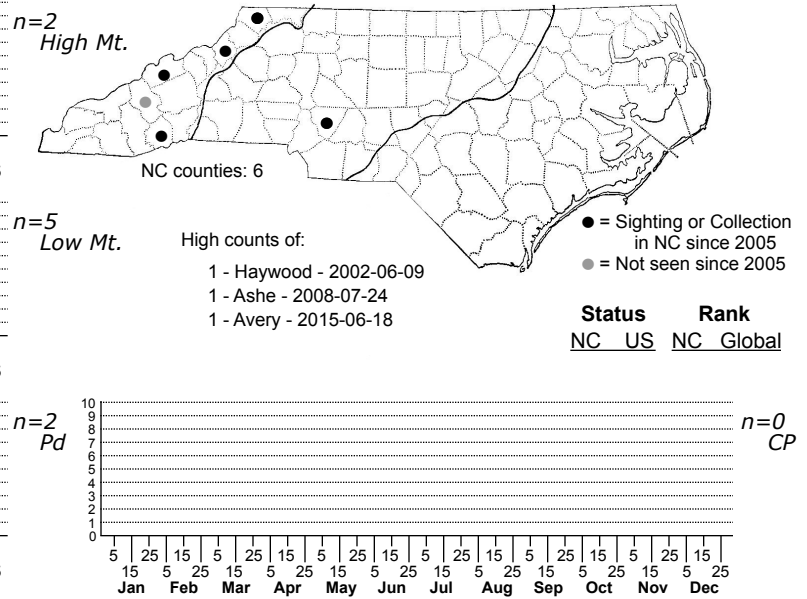 n=2
High Mt.
NC counties: 6
n=5
Low Mt.
High counts of:
1 - Haywood - 2002-06-09
1 - Ashe - 2008-07-24
1 - Avery - 2015-06-18
● = Sighting or Collection
in NC since 2005
● = Not seen since 2005
Status Rank
NC US NC Global
n=2
Pd
n=0
CP
10
9
8
7
6
5
4
3
2
1
0
5 25 15 5 25 15 5 25 15 5 25 15 5 25 15 5 25 15
15 5 25 15 5 25 15 5 25 15 5 25 15 5 25 15 5 25
Jan Feb Mar Apr May Jun Jul Aug Sep Oct Nov Dec